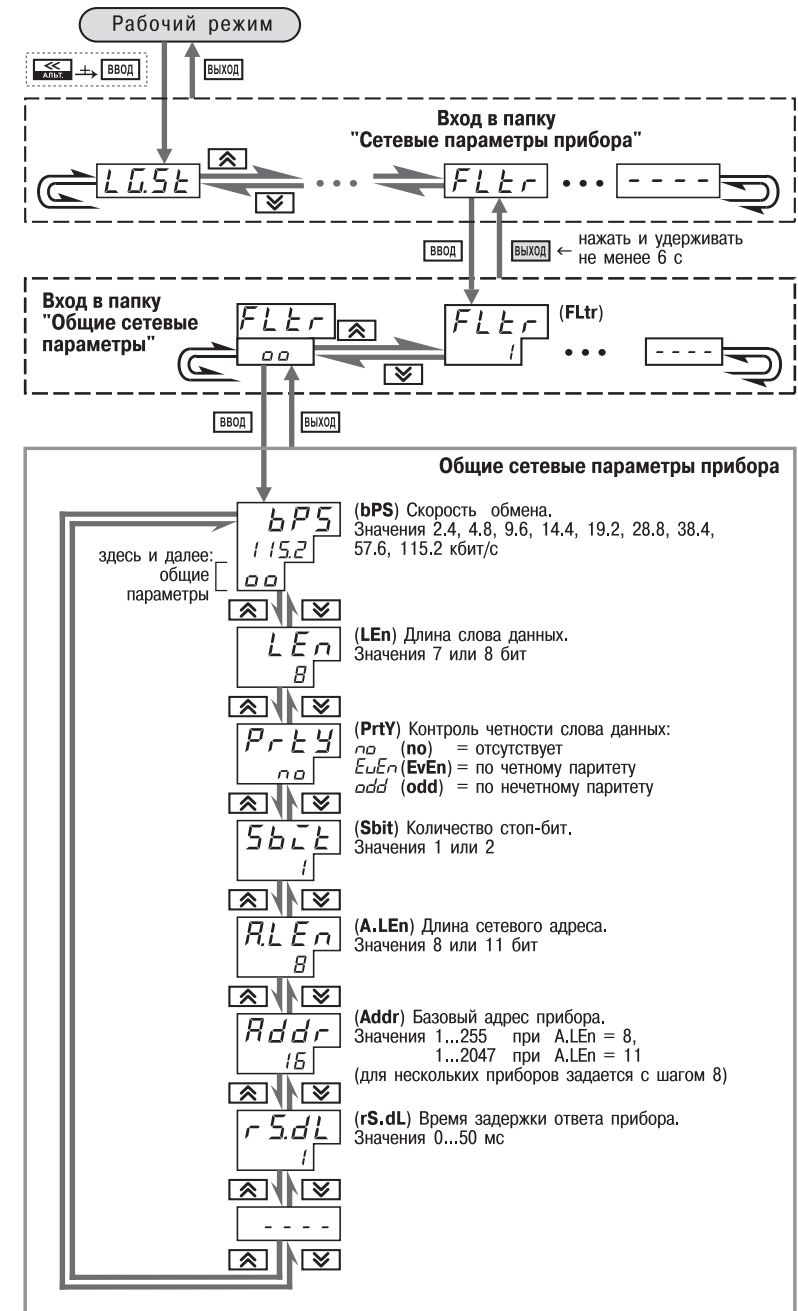 Рабочий режим
≪ АЛЬТ. ВВОД ВЫХОД
Вход в папку
"Сетевые параметры прибора"
LG.St • • • FLtr • • • - - - -
ВВОД ВЫХОД ← нажать и удерживать
не менее 6 с
Вход в папку
"Общие сетевые
параметры"
FLtr
oo
FLtr
1
(FLtr)
• • • - - - -
ВВОД ВЫХОД
Общие сетевые параметры прибора
bPS
115.2
oo
(bPS) Скорость обмена.
Значения 2.4, 4.8, 9.6, 14.4, 19.2, 28.8, 38.4,
57.6, 115.2 кбит/с
здесь и далее:
общие
параметры
LEn
8
(LEn) Длина слова данных.
Значения 7 или 8 бит
PrtY
no
(PrtY) Контроль четности слова данных:
no (no) = отсутствует
EvEn (EvEn) = по четному паритету
odd (odd) = по нечетному паритету
Sbit
1
(Sbit) Количество стоп-бит.
Значения 1 или 2
A.LEn
8
(A.LEn) Длина сетевого адреса.
Значения 8 или 11 бит
Addr
16
(Addr) Базовый адрес прибора.
Значения 1...255 при A.LEn = 8,
1...2047 при A.LEn = 11
(для нескольких приборов задается с шагом 8)
rS.dL
1
(rS.dL) Время задержки ответа прибора.
Значения 0...50 мс
- - - -